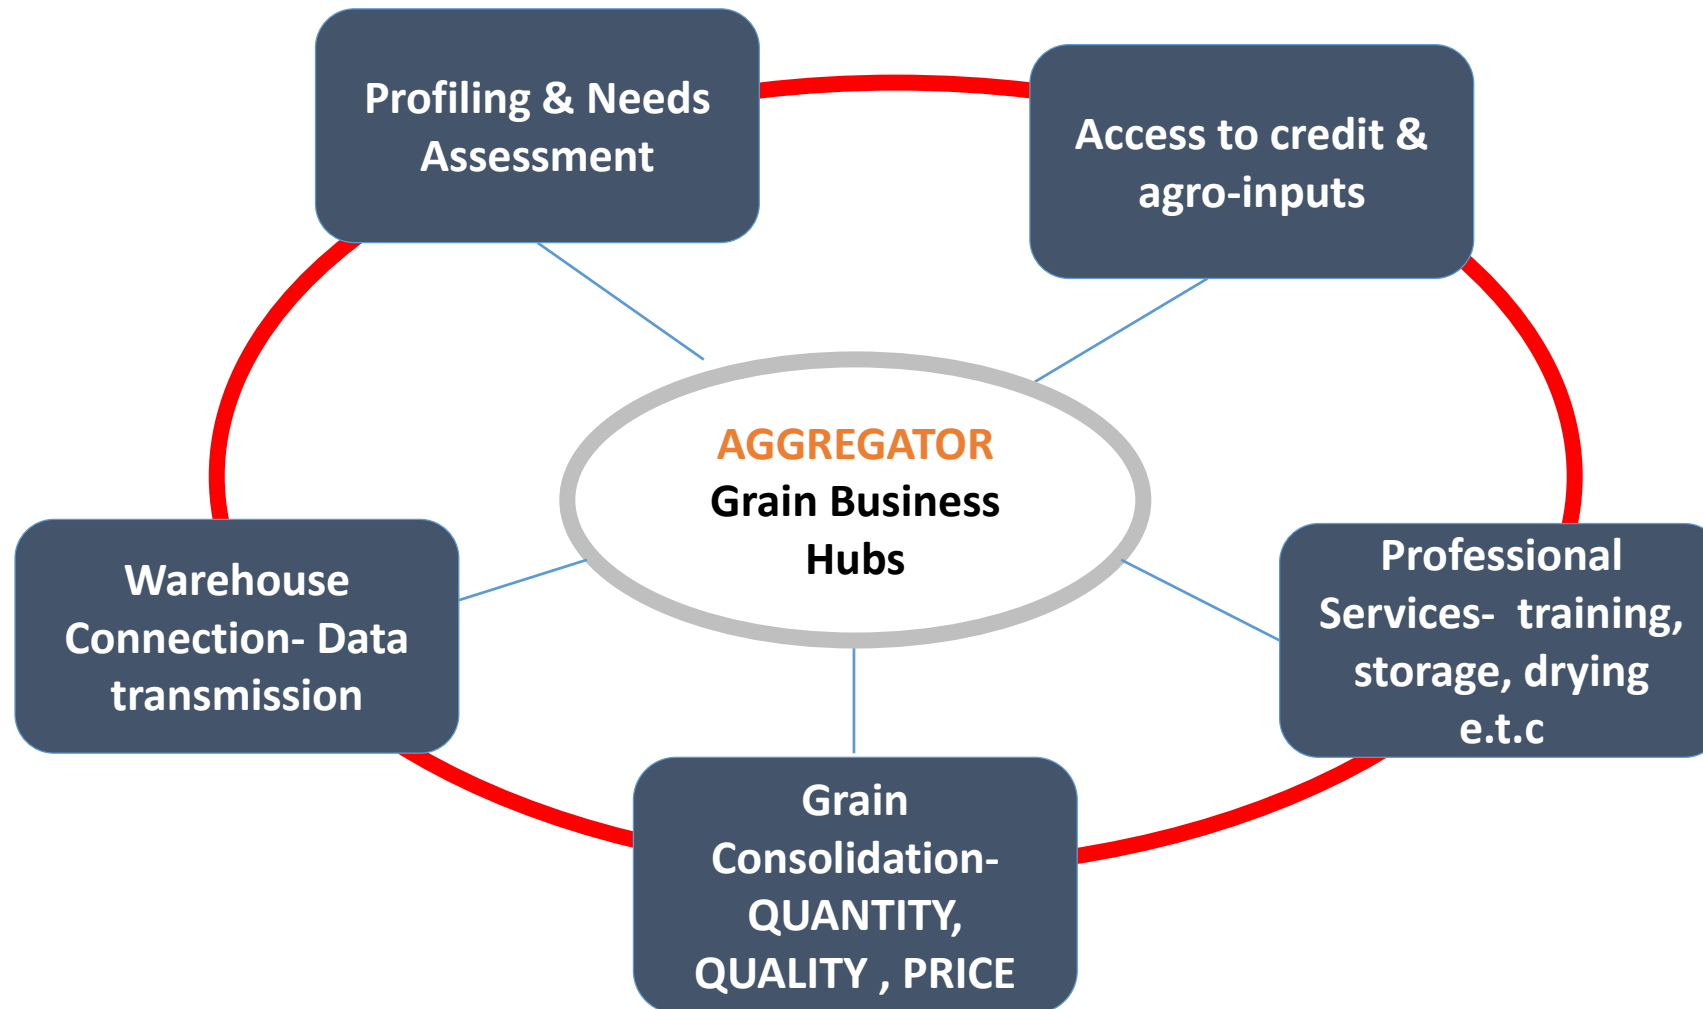 Profiling & Needs
Assessment
Access to credit &
agro-inputs
AGGREGATOR
Grain Business
Hubs
Professional
Services-  training,
storage, drying
e.t.c
Warehouse
Connection- Data
transmission
Grain
Consolidation-
QUANTITY,
QUALITY , PRICE